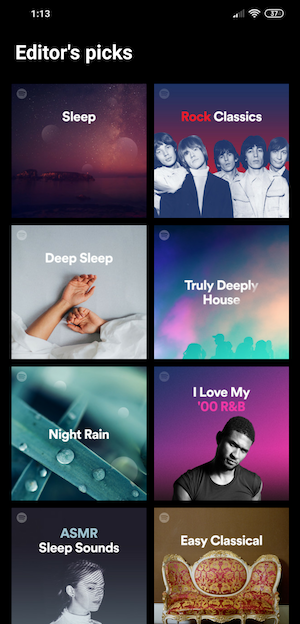 1:13
37
Editor's picks
Sleep
Rock Classics
Deep Sleep
Truly Deeply
House
Night Rain
I Love My
'00 R&B
ASMR
Sleep Sounds
Easy Classical